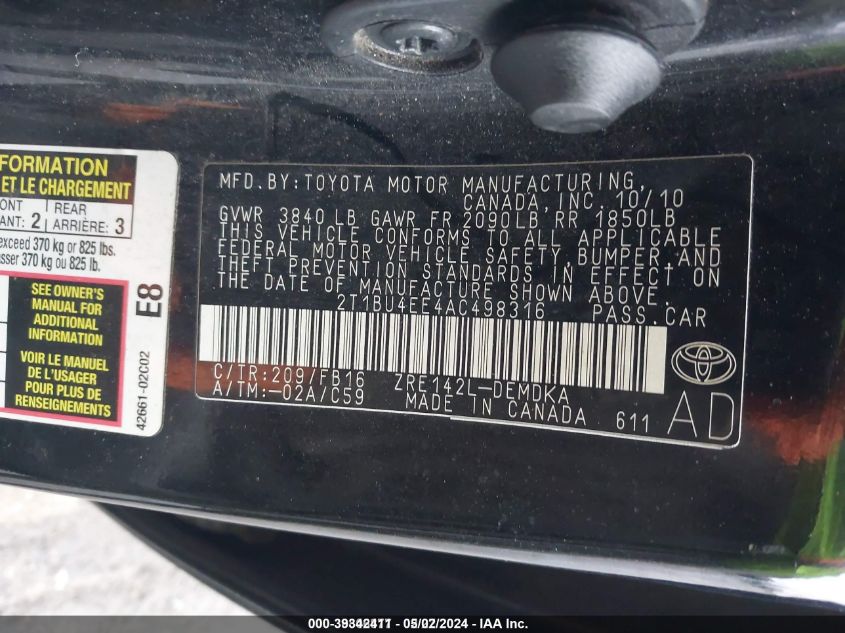 FORMATION
ET LE CHARGEMENT
ONT 2 REAR
ANT: ARRIÈRE: 3
exceed 370 kg or 825 lbs.
sser 370 kg ou 825 lb.
SEE OWNER'S
MANUAL FOR
ADDITIONAL
INFORMATION
VOIR LE MANUEL
DE L'USAGER
POUR PLUS DE
RENSEIGNEMENTS
E8
42661-02C02
MFD.BY:TOYOTA MOTOR MANUFACTURING,
CANADA, INC. 10/10
GVWR 3840 LB GAWR FR 2090LB, RR 1850LB
THIS VEHICLE CONFORMS TO ALL APPLICABLE
FEDERAL MOTOR VEHICLE SAFETY, BUMPER, AND
THEFT PREVENTION STANDARDS IN EFFECT ON
THE DATE OF MANUFACTURE SHOWN ABOVE.
2T1BU4EE4AC498316 PASS.CAR
C/TR:209/FB16 ZRE142L-DEMDKA
A/TM:-02A/C59 MADE IN CANADA 611
AD
TOYOTA
- IAA Inc.